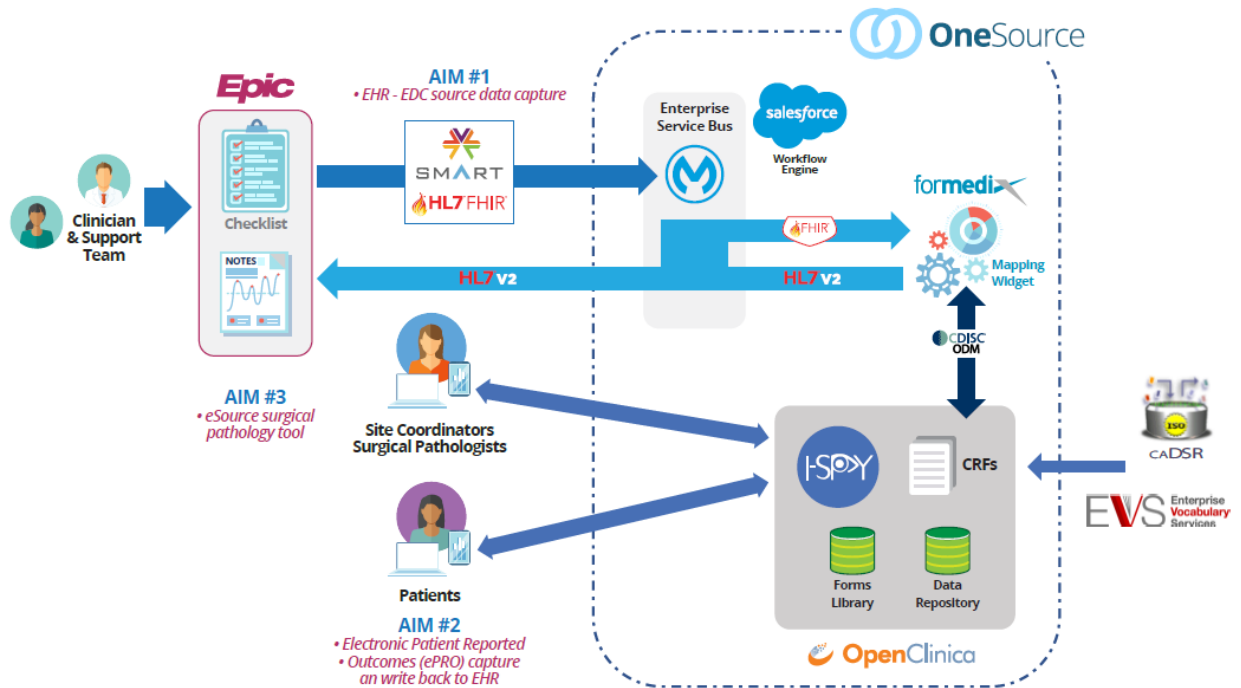 OneSource
Epic
AIM #1
• EHR - EDC source data capture
Enterprise
Service Bus
salesforce
Workflow
Engine
SMART
HL7 FHIR®
Checklist
Clinician
& Support
Team
formedix
FHIR
Mapping
Widget
NOTES
HL7 V2
HL7 V2
CDISC
ODM
AIM #3
• eSource surgical
pathology tool
Site Coordinators
Surgical Pathologists
I-SPY
CRFs
ISO
caDSR
EVS Enterprise
Vocabulary
Services
Forms
Library
Data
Repository
Patients
AIM #2
• Electronic Patient Reported
• Outcomes (ePRO) capture
an write back to EHR
OpenClinica